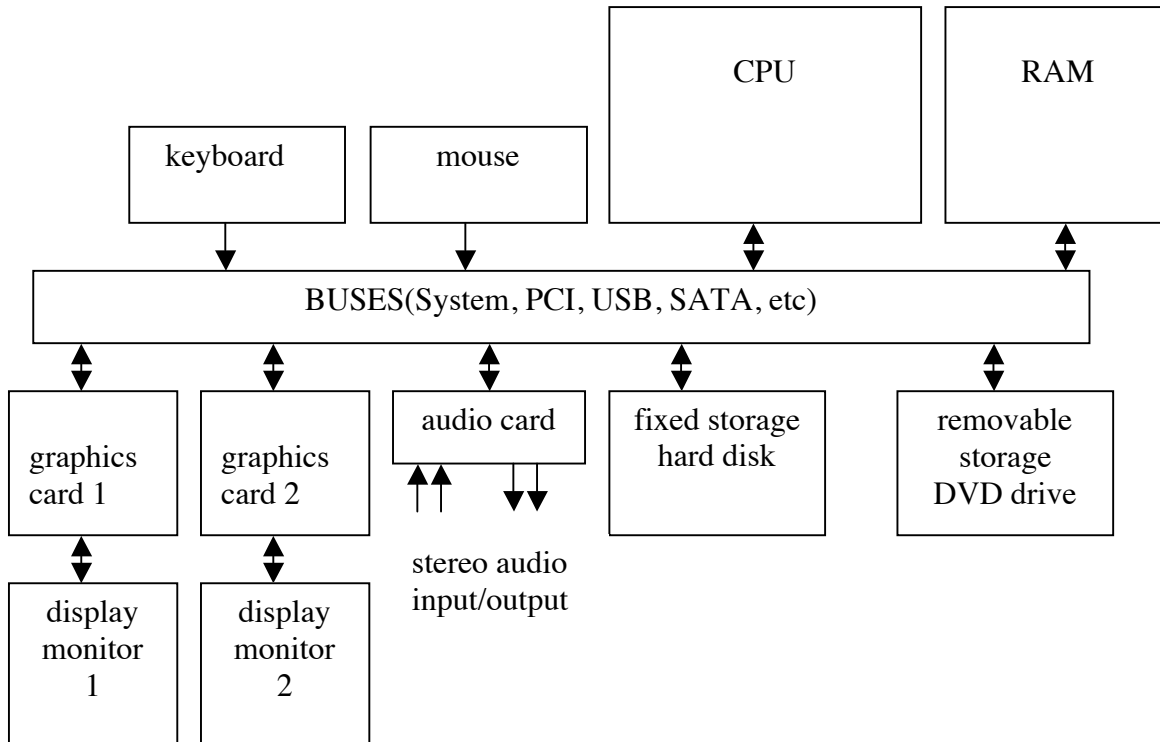 CPU
RAM
keyboard
mouse
BUSES(System, PCI, USB, SATA, etc)
graphics
card 1
graphics
card 2
audio card
fixed storage
hard disk
removable
storage
DVD drive
stereo audio
input/output
display
monitor
1
display
monitor
2